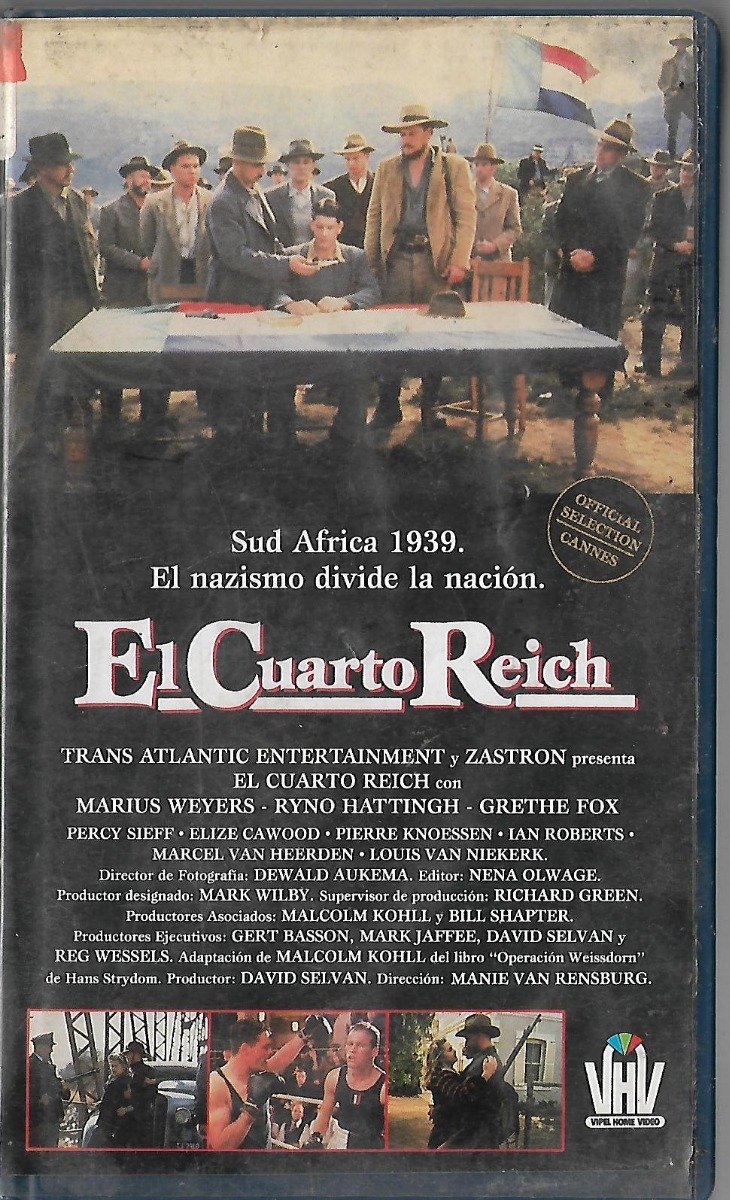 OFFICIAL
SELECTION
CANNES
Sud Africa 1939.
El nazismo divide la nación.
El Cuarto Reich
TRANS ATLANTIC ENTERTAINMENT y ZASTRON presenta
EL CUARTO REICH con
MARIUS WEYERS - RYNO HATTINGH - GRETHE FOX
PERCY SIEFF • ELIZE CAWOOD • PIERRE KNOESSEN • IAN ROBERTS •
MARCEL VAN HEERDEN • LOUIS VAN NIEKERK.
Director de Fotografía: DEWALD AUKEMA. Editor: NENA OLWAGE.
Productor designado: MARK WILBY. Supervisor de producción: RICHARD GREEN.
Productores Asociados: MALCOLM KOHLL y BILL SHAPTER.
Productores Ejecutivos: GERT BASSON, MARK JAFFEE, DAVID SELVAN y
REG WESSELS. Adaptación de MALCOLM KOHLL del libro “Operación Weissdorn”
de Hans Strydom. Productor: DAVID SELVAN. Dirección: MANIE VAN RENSBURG.
VHV
VIPEL HOME VIDEO